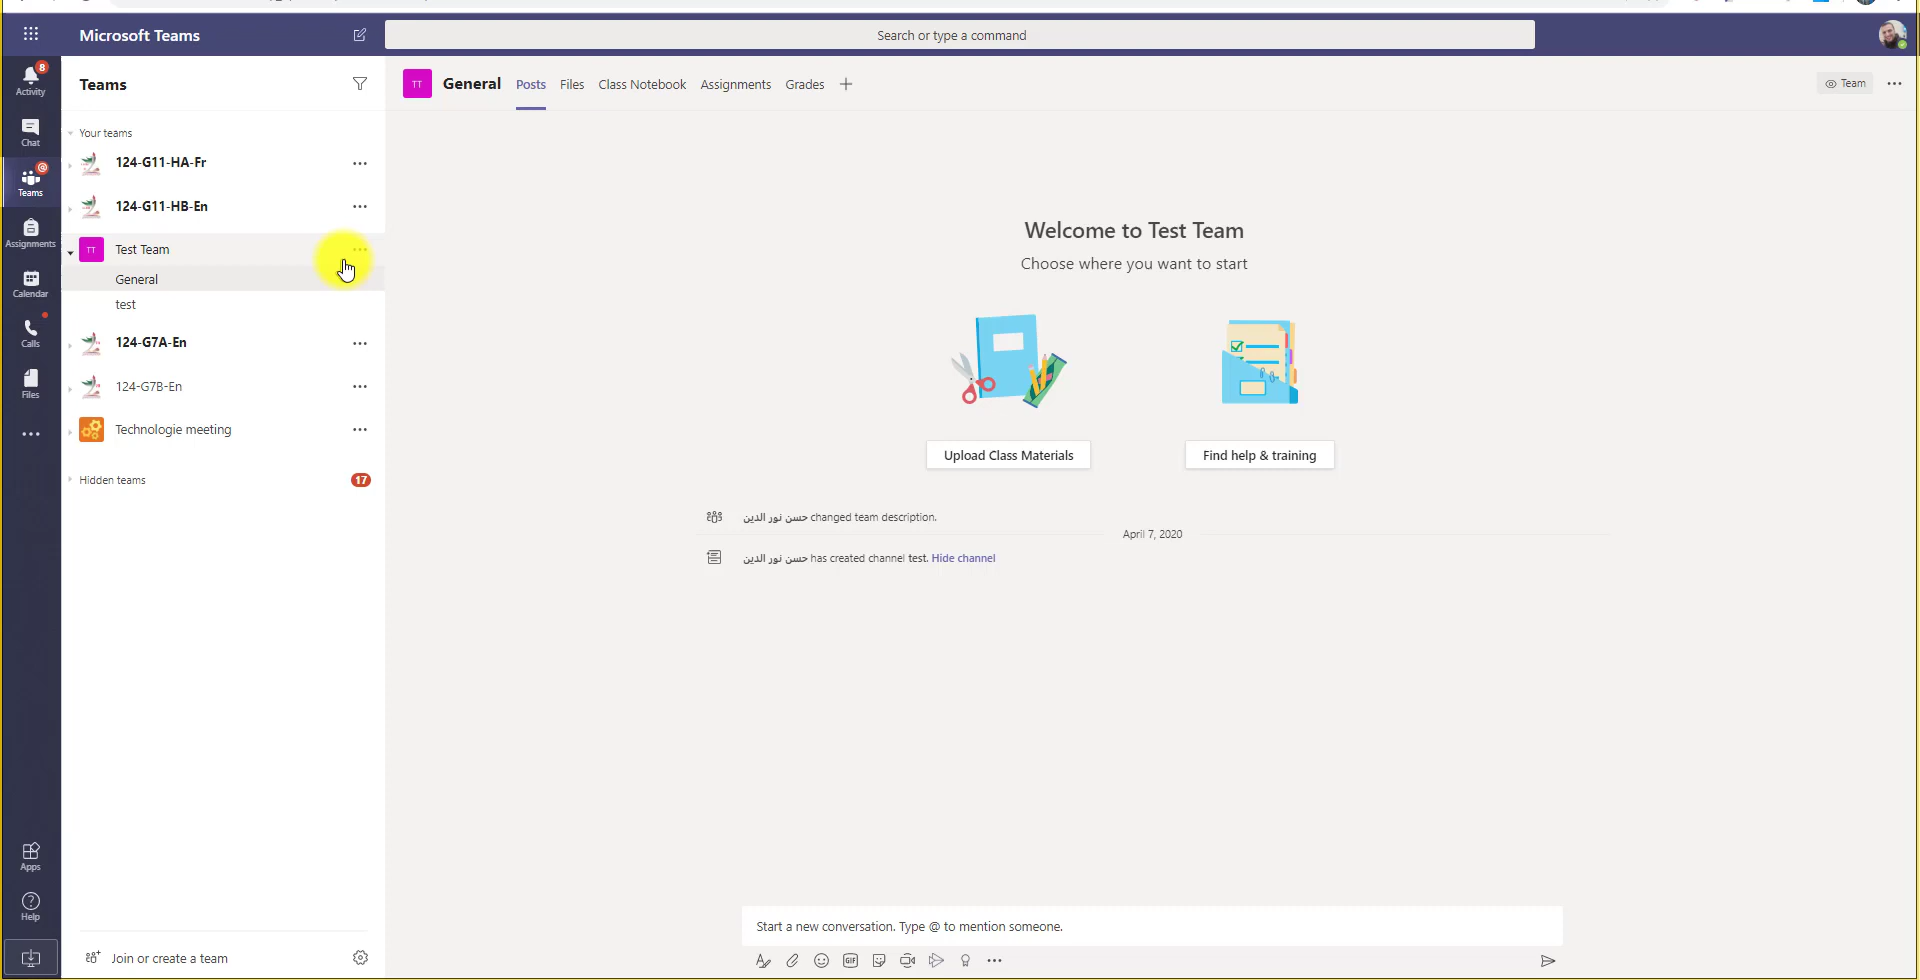 Microsoft Teams
Search or type a command
8
Activity
Chat
@
Teams
Assignments
Calendar
Calls
Files
Apps
Help
Teams
Your teams
124-G11-HA-Fr
124-G11-HB-En
TT Test Team
General
test
124-G7A-En
124-G7B-En
Technologie meeting
Hidden teams 17
Join or create a team
TT General Posts Files Class Notebook Assignments Grades
Team
Welcome to Test Team
Choose where you want to start
Upload Class Materials
Find help & training
حسن نور الدين changed team description.
April 7, 2020
حسن نور الدين has created channel test. Hide channel
Start a new conversation. Type @ to mention someone.
GIF